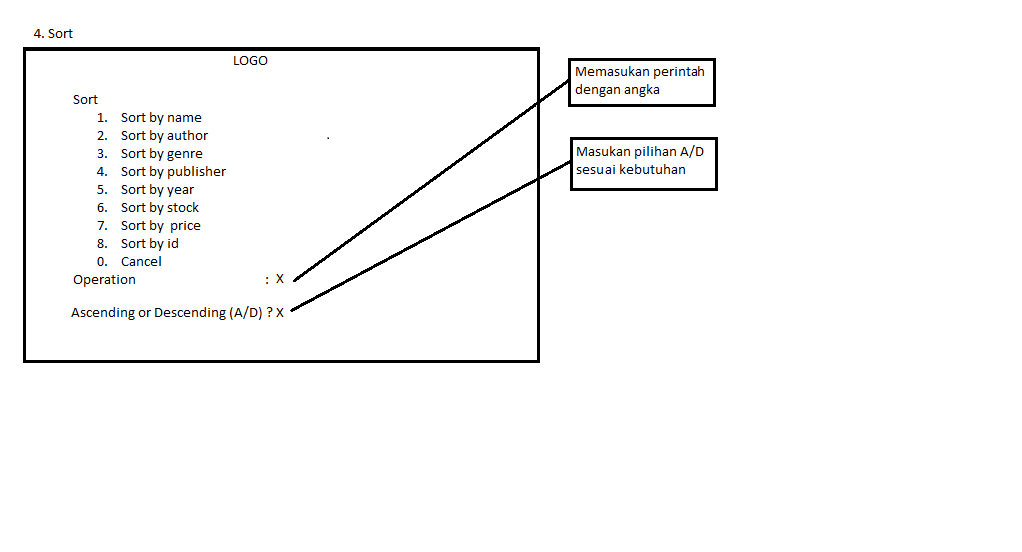 4. Sort
LOGO
Sort
1. Sort by name
2. Sort by author
3. Sort by genre
4. Sort by publisher
5. Sort by year
6. Sort by stock
7. Sort by price
8. Sort by id
0. Cancel
Operation : X
Ascending or Descending (A/D) ? X
Memasukan perintah
dengan angka
Masukan pilihan A/D
sesuai kebutuhan